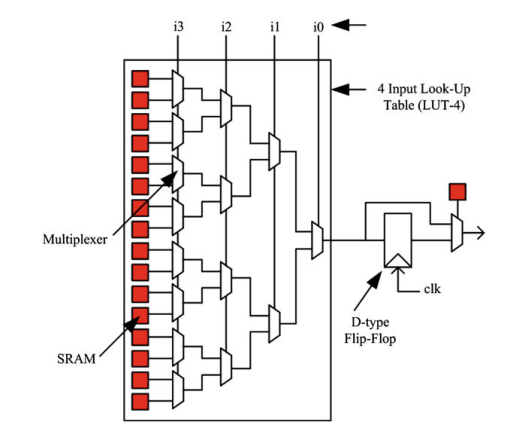 i3 i2 i1 i0
4 Input Look-Up
Table (LUT-4)
Multiplexer
clk
D-type
Flip-Flop
SRAM